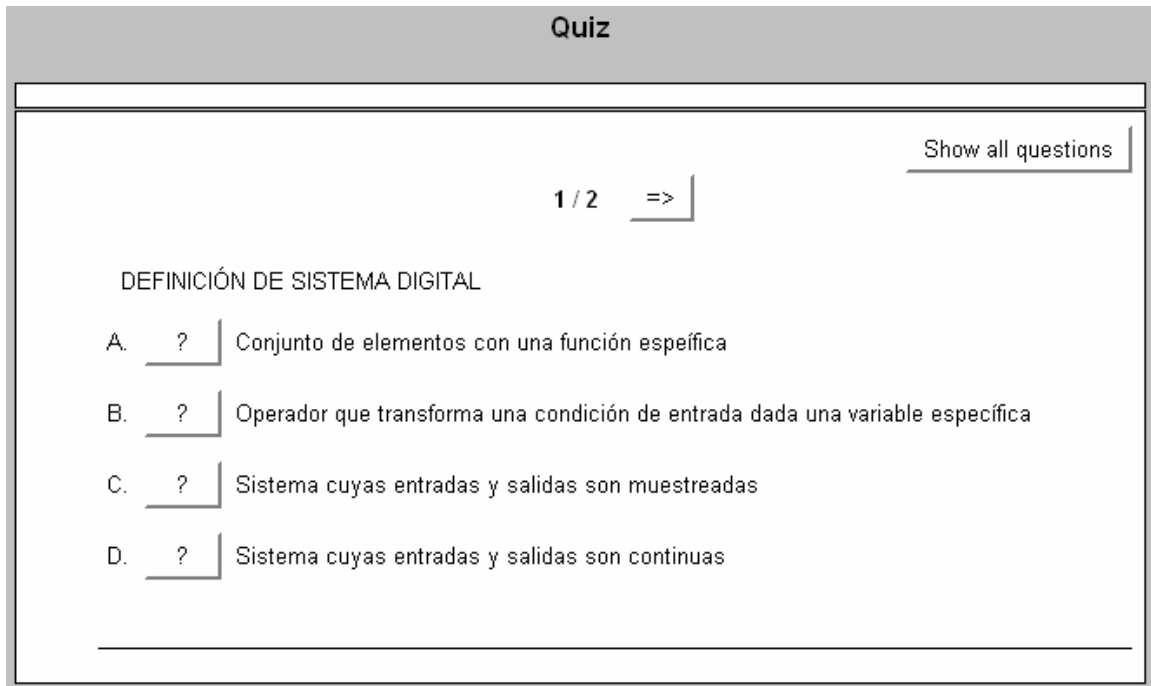 Quiz
Show all questions
1 / 2 =>
DEFINICIÓN DE SISTEMA DIGITAL
A. ? Conjunto de elementos con una función espeífica
B. ? Operador que transforma una condición de entrada dada una variable específica
C. ? Sistema cuyas entradas y salidas son muestreadas
D. ? Sistema cuyas entradas y salidas son continuas